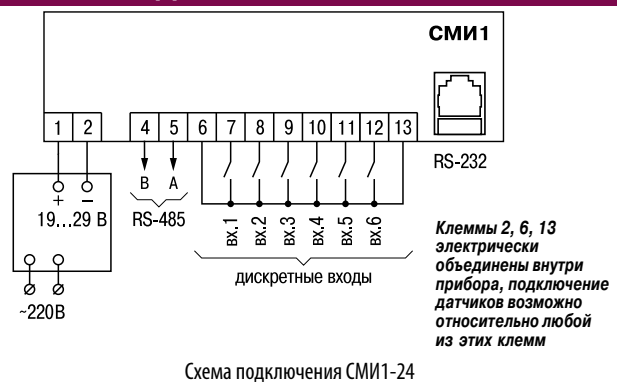 СМИ1
1 2 4 5 6 7 8 9 10 11 12 13
RS-232
+ −
19...29 В
~220В
В А
RS-485
вх.1 вх.2 вх.3 вх.4 вх.5 вх.6
дискретные входы
Клеммы 2, 6, 13
электрически
объединены внутри
прибора, подключение
датчиков возможно
относительно любой
из этих клемм
Схема подключения СМИ1-24